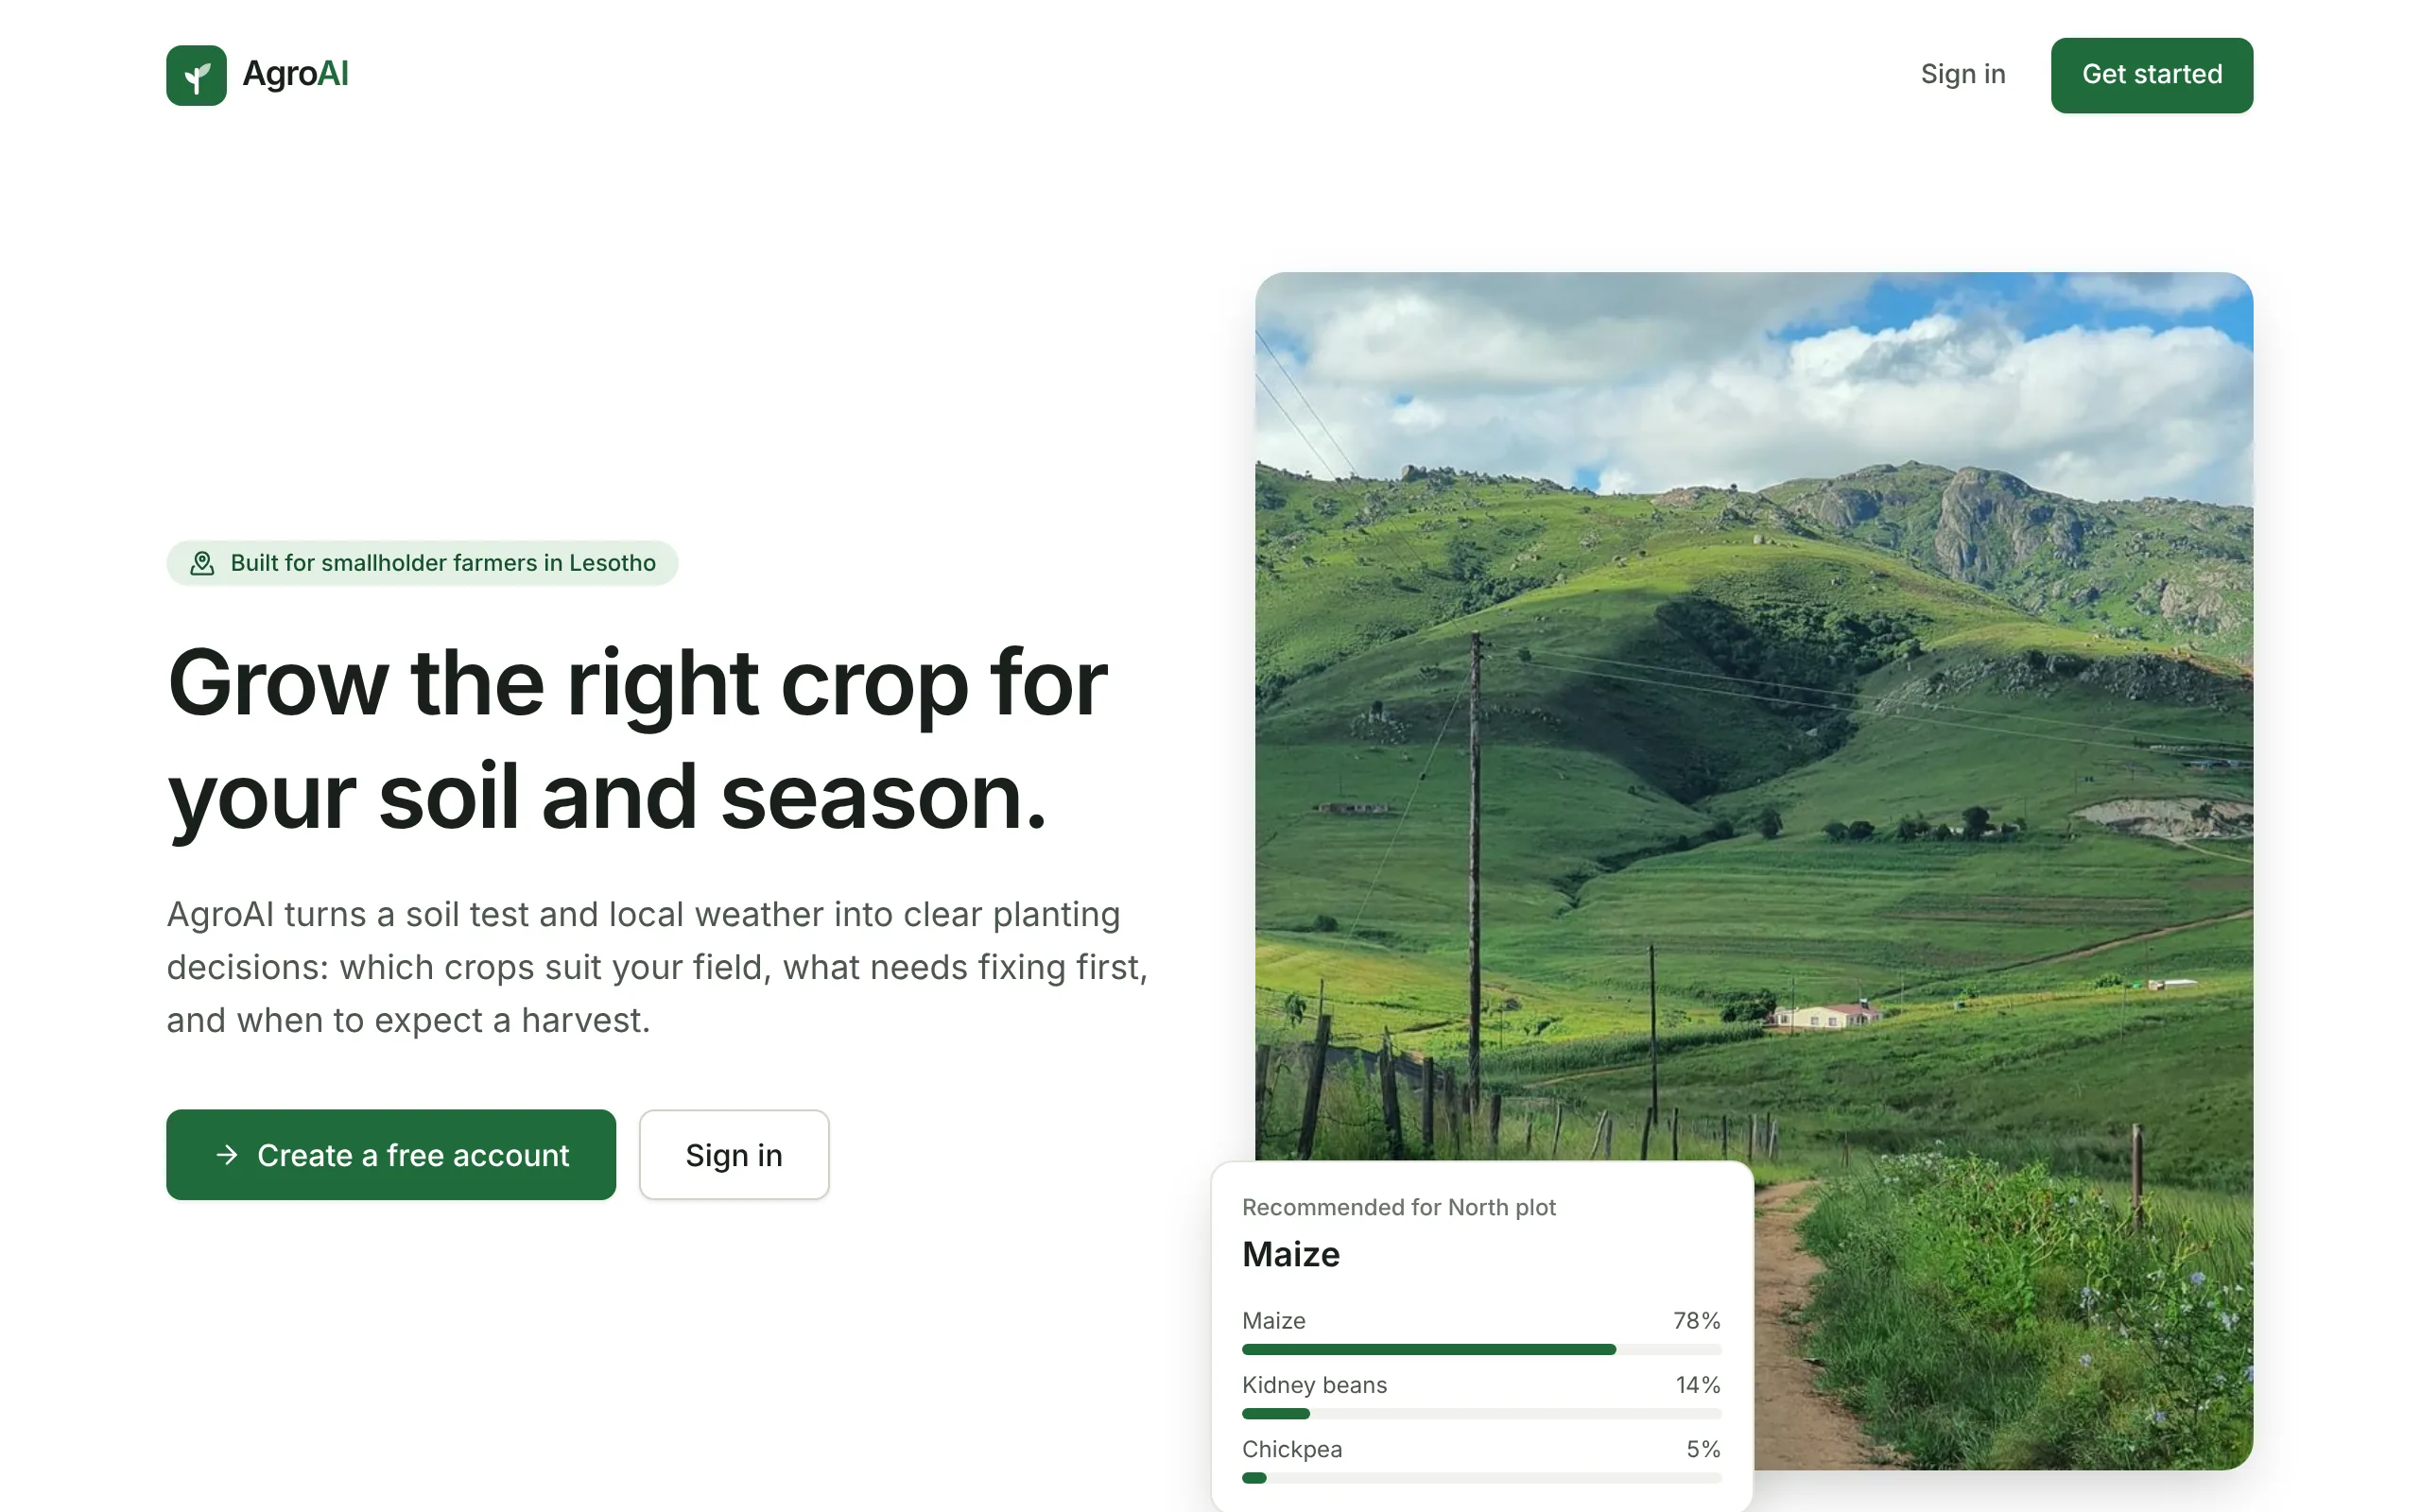 AgroAI
Sign in
Get started
Built for smallholder farmers in Lesotho
Grow the right crop for
your soil and season.
AgroAI turns a soil test and local weather into clear planting
decisions: which crops suit your field, what needs fixing first,
and when to expect a harvest.
Create a free account
Sign in
Recommended for North plot
Maize
Maize 78%
Kidney beans 14%
Chickpea 5%